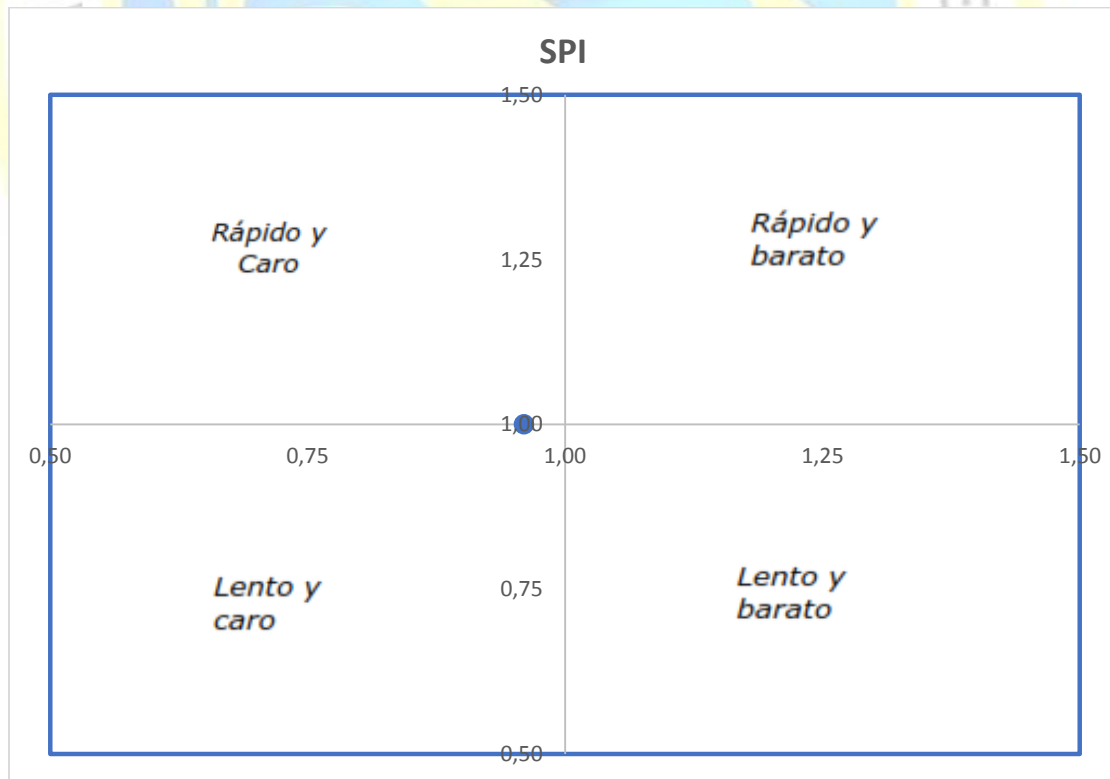 SPI
1,50
Rápido y
Caro
Rápido y
barato
1,25
1,00
0,50
0,75
1,00
1,25
1,50
Lento y
caro
0,75
Lento y
barato
0,50